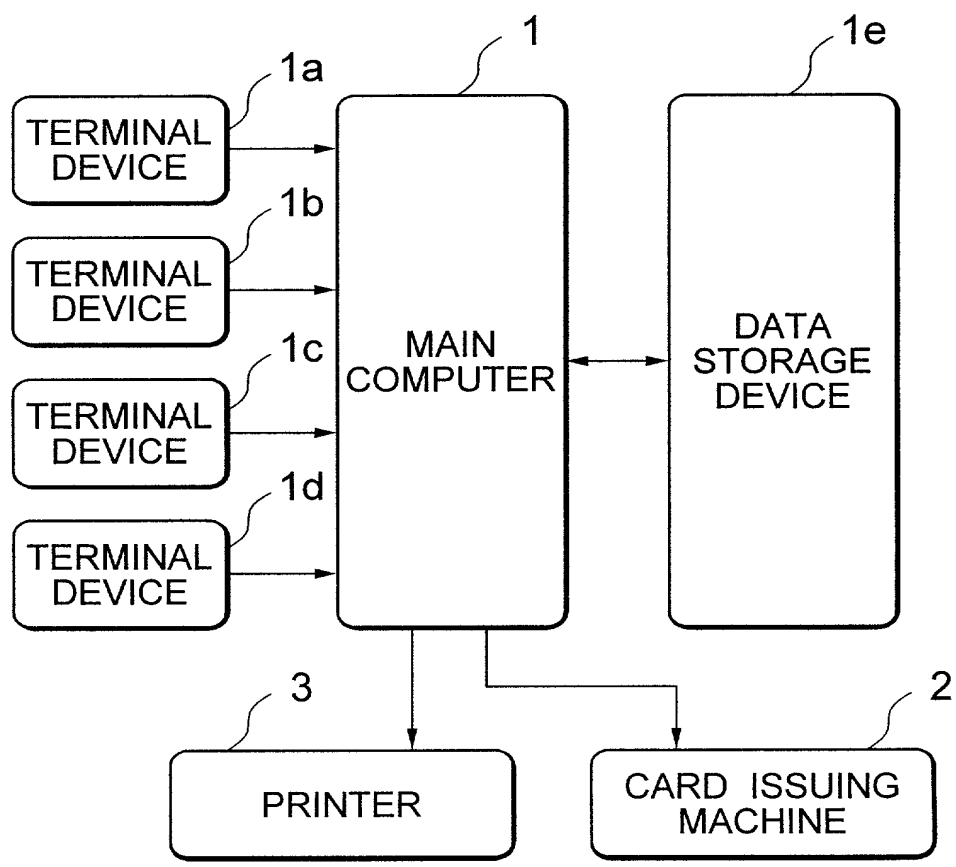 1
1e
1a
TERMINAL
DEVICE
1b
TERMINAL
DEVICE
1c
TERMINAL
DEVICE
1d
TERMINAL
DEVICE
MAIN
COMPUTER
DATA
STORAGE
DEVICE
3
PRINTER
2
CARD ISSUING
MACHINE